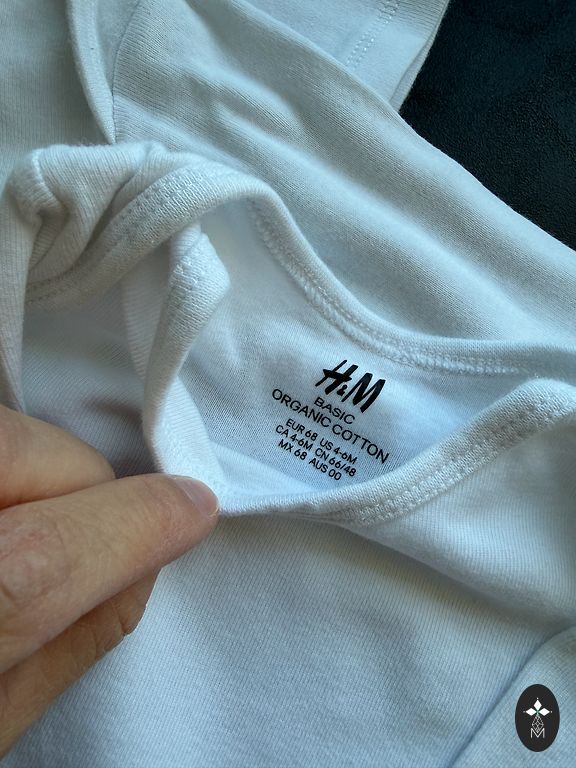 H&M
BASIC
ORGANIC COTTON
EUR 68 US 4-6M
CA 4-6M CN 66/48
MX 68 AUS 00
M